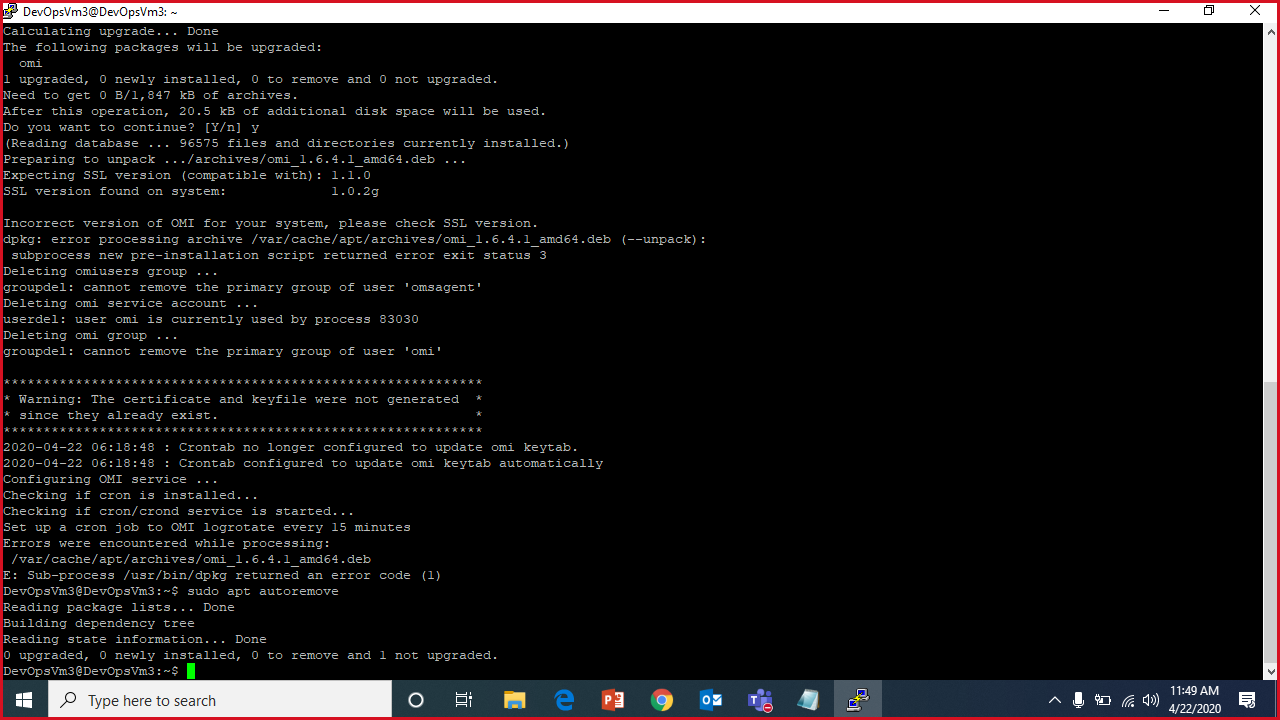 DevOpsVm3@DevOpsVm3: ~
Calculating upgrade... Done
The following packages will be upgraded:
  omi
1 upgraded, 0 newly installed, 0 to remove and 0 not upgraded.
Need to get 0 B/1,847 kB of archives.
After this operation, 20.5 kB of additional disk space will be used.
Do you want to continue? [Y/n] y
(Reading database ... 96575 files and directories currently installed.)
Preparing to unpack .../archives/omi_1.6.4.1_amd64.deb ...
Expecting SSL version (compatible with): 1.1.0
SSL version found on system:             1.0.2g
Incorrect version of OMI for your system, please check SSL version.
dpkg: error processing archive /var/cache/apt/archives/omi_1.6.4.1_amd64.deb (--unpack):
 subprocess new pre-installation script returned error exit status 3
Deleting omiusers group ...
groupdel: cannot remove the primary group of user 'omsagent'
Deleting omi service account ...
userdel: user omi is currently used by process 83030
Deleting omi group ...
groupdel: cannot remove the primary group of user 'omi'
************************************************************
* Warning: The certificate and keyfile were not generated  *
* since they already exist.                                *
************************************************************
2020-04-22 06:18:48 : Crontab no longer configured to update omi keytab.
2020-04-22 06:18:48 : Crontab configured to update omi keytab automatically
Configuring OMI service ...
Checking if cron is installed...
Checking if cron/crond service is started...
Set up a cron job to OMI logrotate every 15 minutes
Errors were encountered while processing:
 /var/cache/apt/archives/omi_1.6.4.1_amd64.deb
E: Sub-process /usr/bin/dpkg returned an error code (1)
DevOpsVm3@DevOpsVm3:~$ sudo apt autoremove
Reading package lists... Done
Building dependency tree
Reading state information... Done
0 upgraded, 0 newly installed, 0 to remove and 1 not upgraded.
DevOpsVm3@DevOpsVm3:~$
Type here to search
11:49 AM
4/22/2020